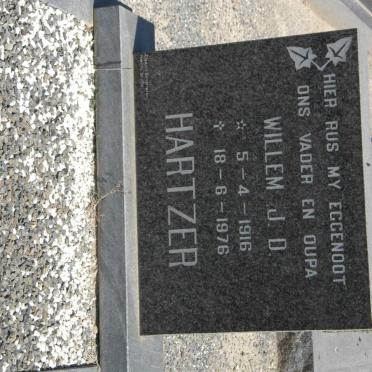 HIER RUS MY EGGENOOT
ONS VADER EN OUPA
WILLEM J. D
☆ 5-4-1916
✢ 18-6-1976
HARTZER